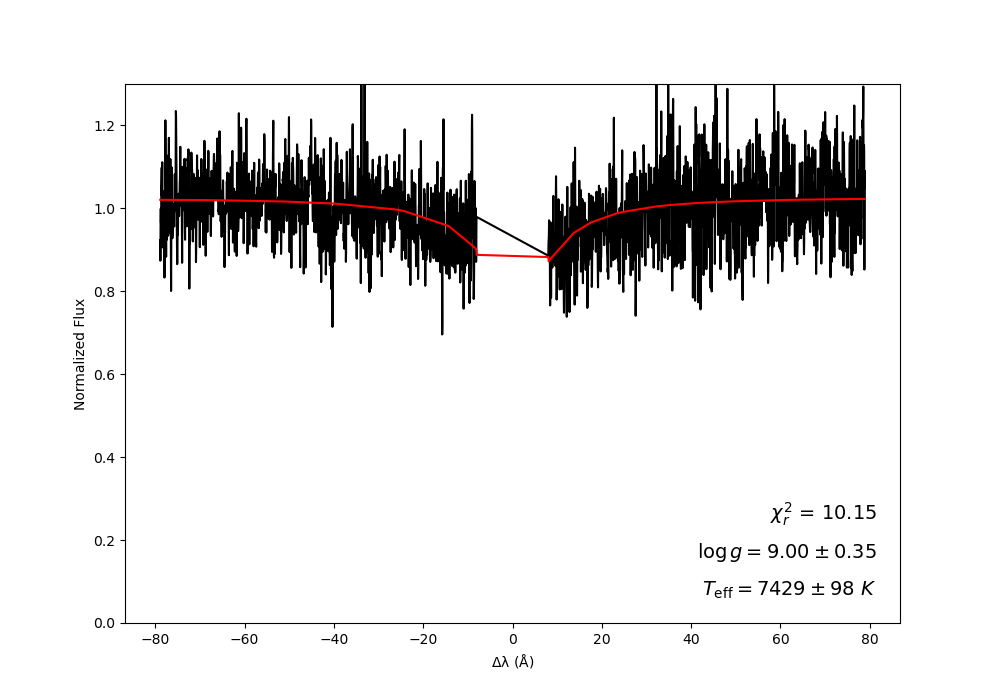 1.2
1.0
0.8
0.6
0.4
0.2
0.0
Normalized Flux
χ²ᵣ = 10.15
log g = 9.00 ± 0.35
T_eff = 7429 ± 98 K
−80 −60 −40 −20 0 20 40 60 80
Δλ (Å)